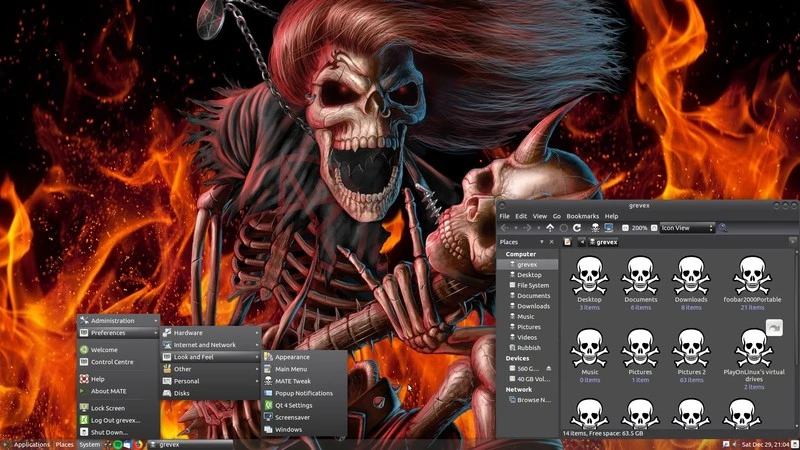 grevex
File Edit View Go Bookmarks Help
200% Icon View
Places
grevex
Computer
grevex
Desktop
File System
Documents
Downloads
Music
Pictures
Videos
Rubbish
Devices
560 G...
40 GB Vol...
Network
Browse N...
Desktop
3 items
Documents
6 items
Downloads
8 items
foobar2000Portable
21 items
Music
0 items
Pictures
1 item
Pictures 2
63 items
PlayOnLinux's virtual drives
2 items
14 items, Free space: 63.5 GB
Administration
Preferences
Welcome
Control Centre
Help
About MATE
Lock Screen
Log Out grevex...
Shut Down...
Hardware
Internet and Network
Look and Feel
Other
Personal
Disks
Appearance
Main Menu
MATE Tweak
Popup Notifications
Qt 4 Settings
Screensaver
Windows
Applications Places System
grevex
Sat Dec 29, 21:04